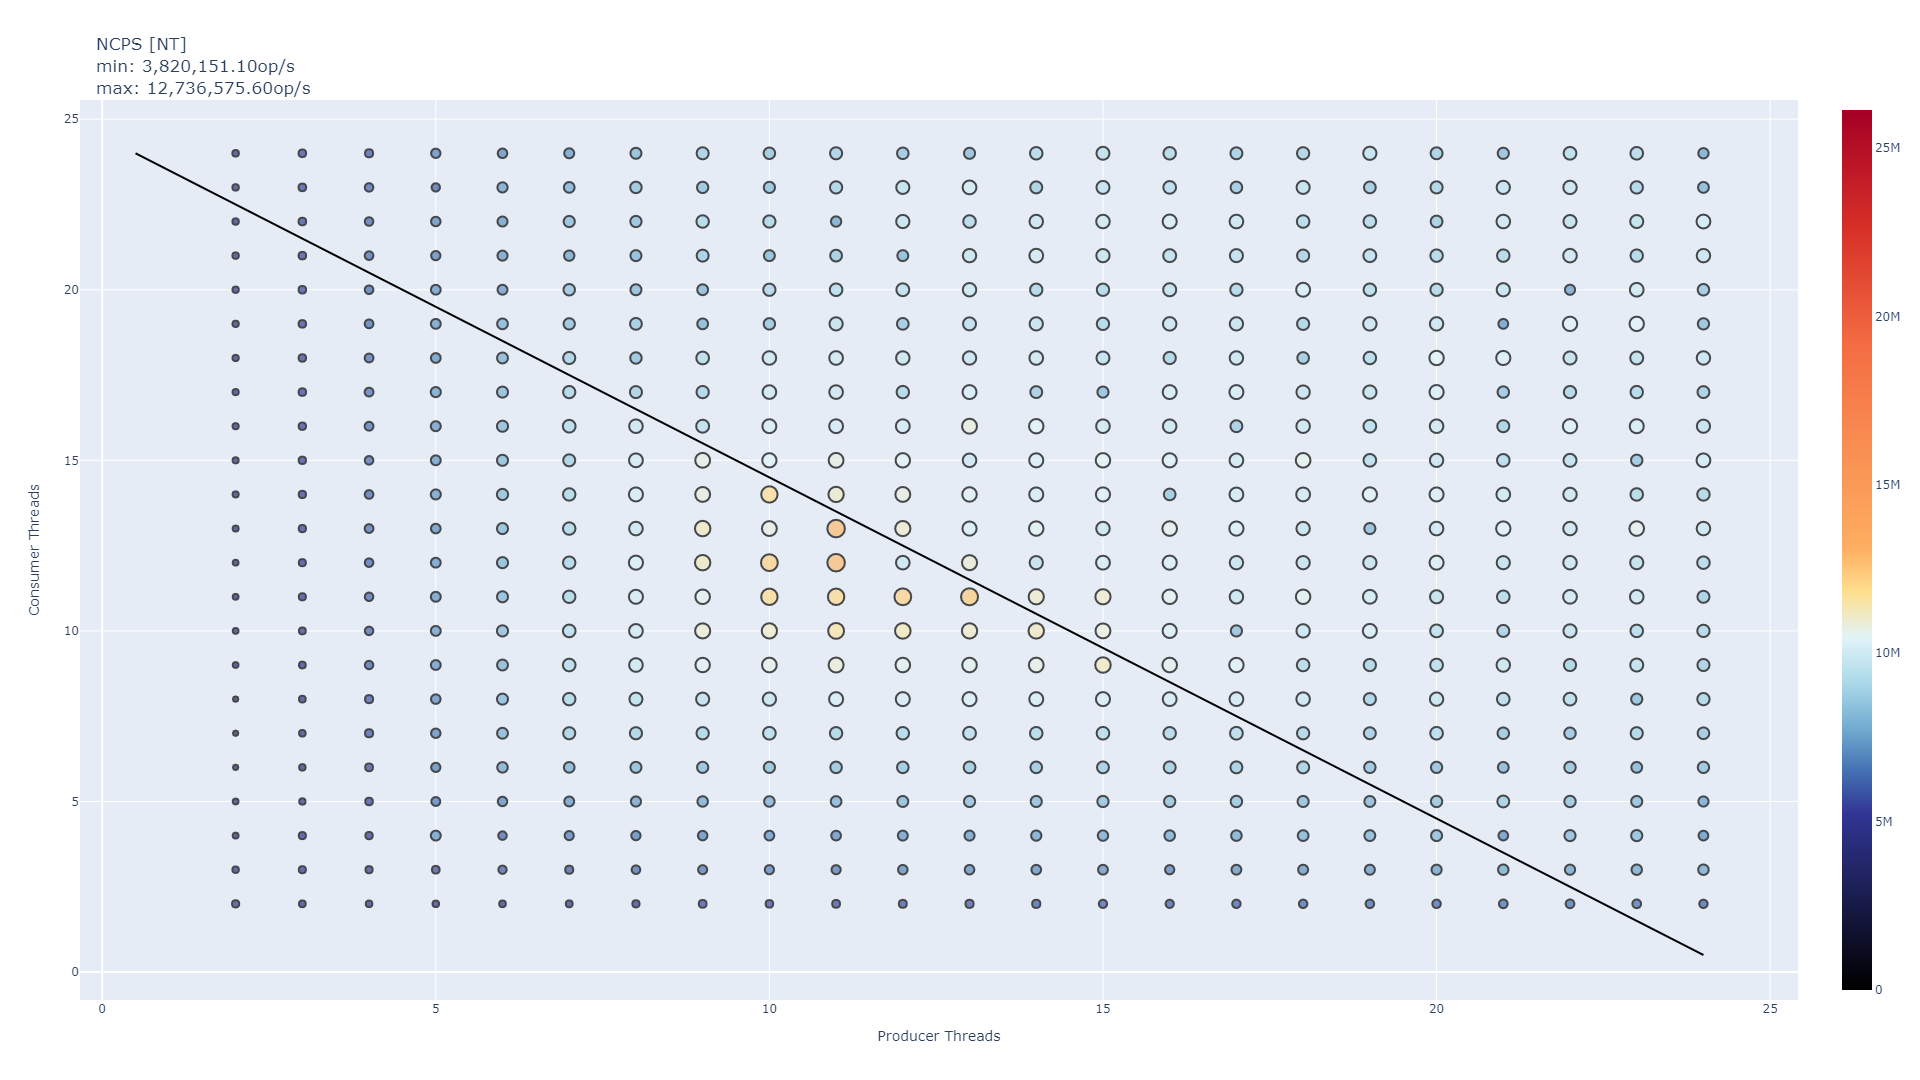 NCPS [NT]
min: 3,820,151.10op/s
max: 12,736,575.60op/s
25
20
15
10
5
0
Consumer Threads
0
5
10
15
20
25
Producer Threads
25M
20M
15M
10M
5M
0